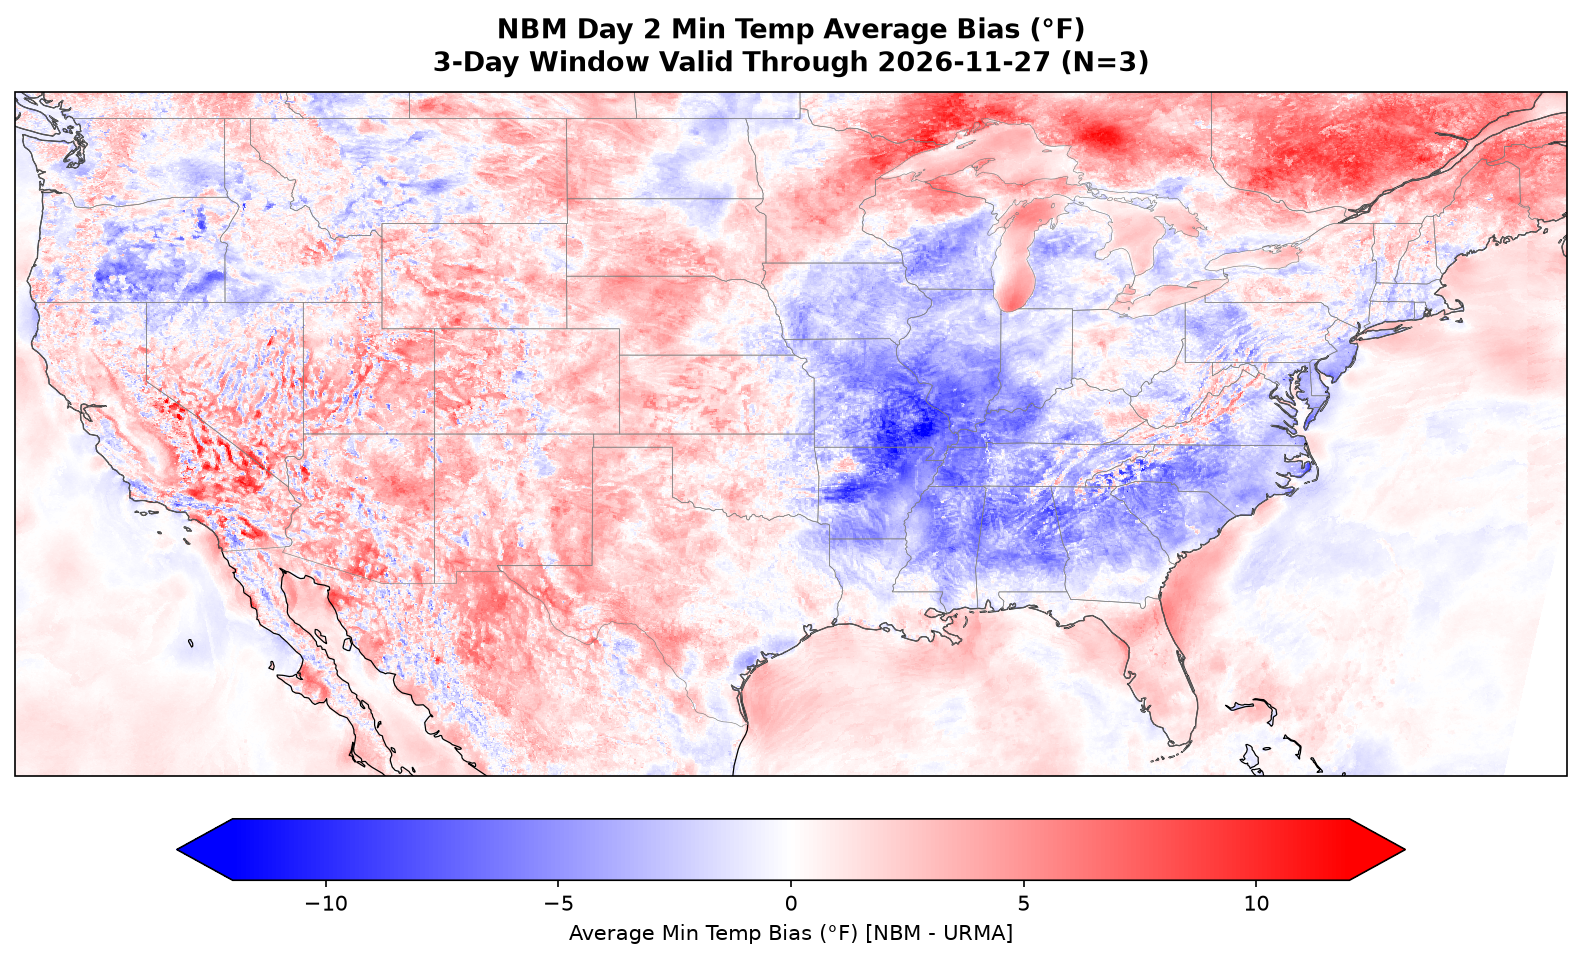 NBM Day 2 Min Temp Average Bias (°F)
3-Day Window Valid Through 2026-11-27 (N=3)
−10 −5 0 5 10
Average Min Temp Bias (°F) [NBM - URMA]